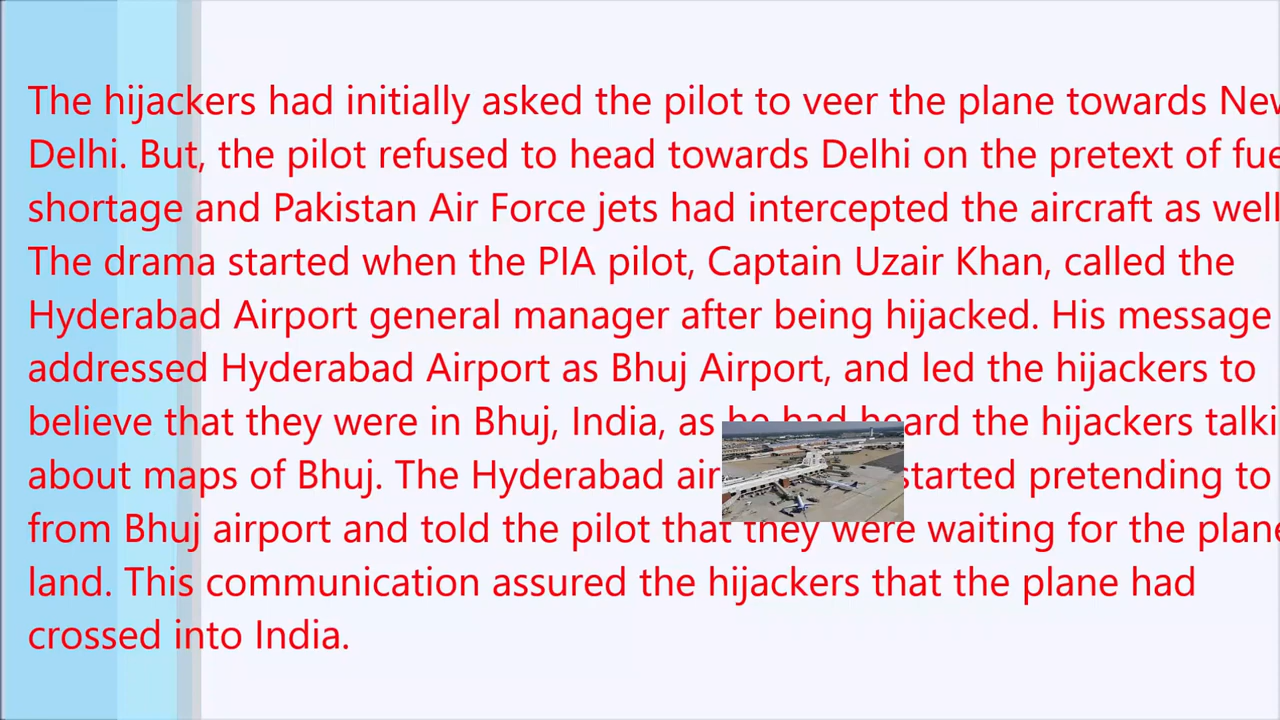 The hijackers had initially asked the pilot to veer the plane towards New
Delhi. But, the pilot refused to head towards Delhi on the pretext of fue
shortage and Pakistan Air Force jets had intercepted the aircraft as well
The drama started when the PIA pilot, Captain Uzair Khan, called the
Hyderabad Airport general manager after being hijacked. His message
addressed Hyderabad Airport as Bhuj Airport, and led the hijackers to
believe that they were in Bhuj, India, as he had heard the hijackers talki
about maps of Bhuj. The Hyderabad air started pretending to
from Bhuj airport and told the pilot that they were waiting for the plane
land. This communication assured the hijackers that the plane had
crossed into India.